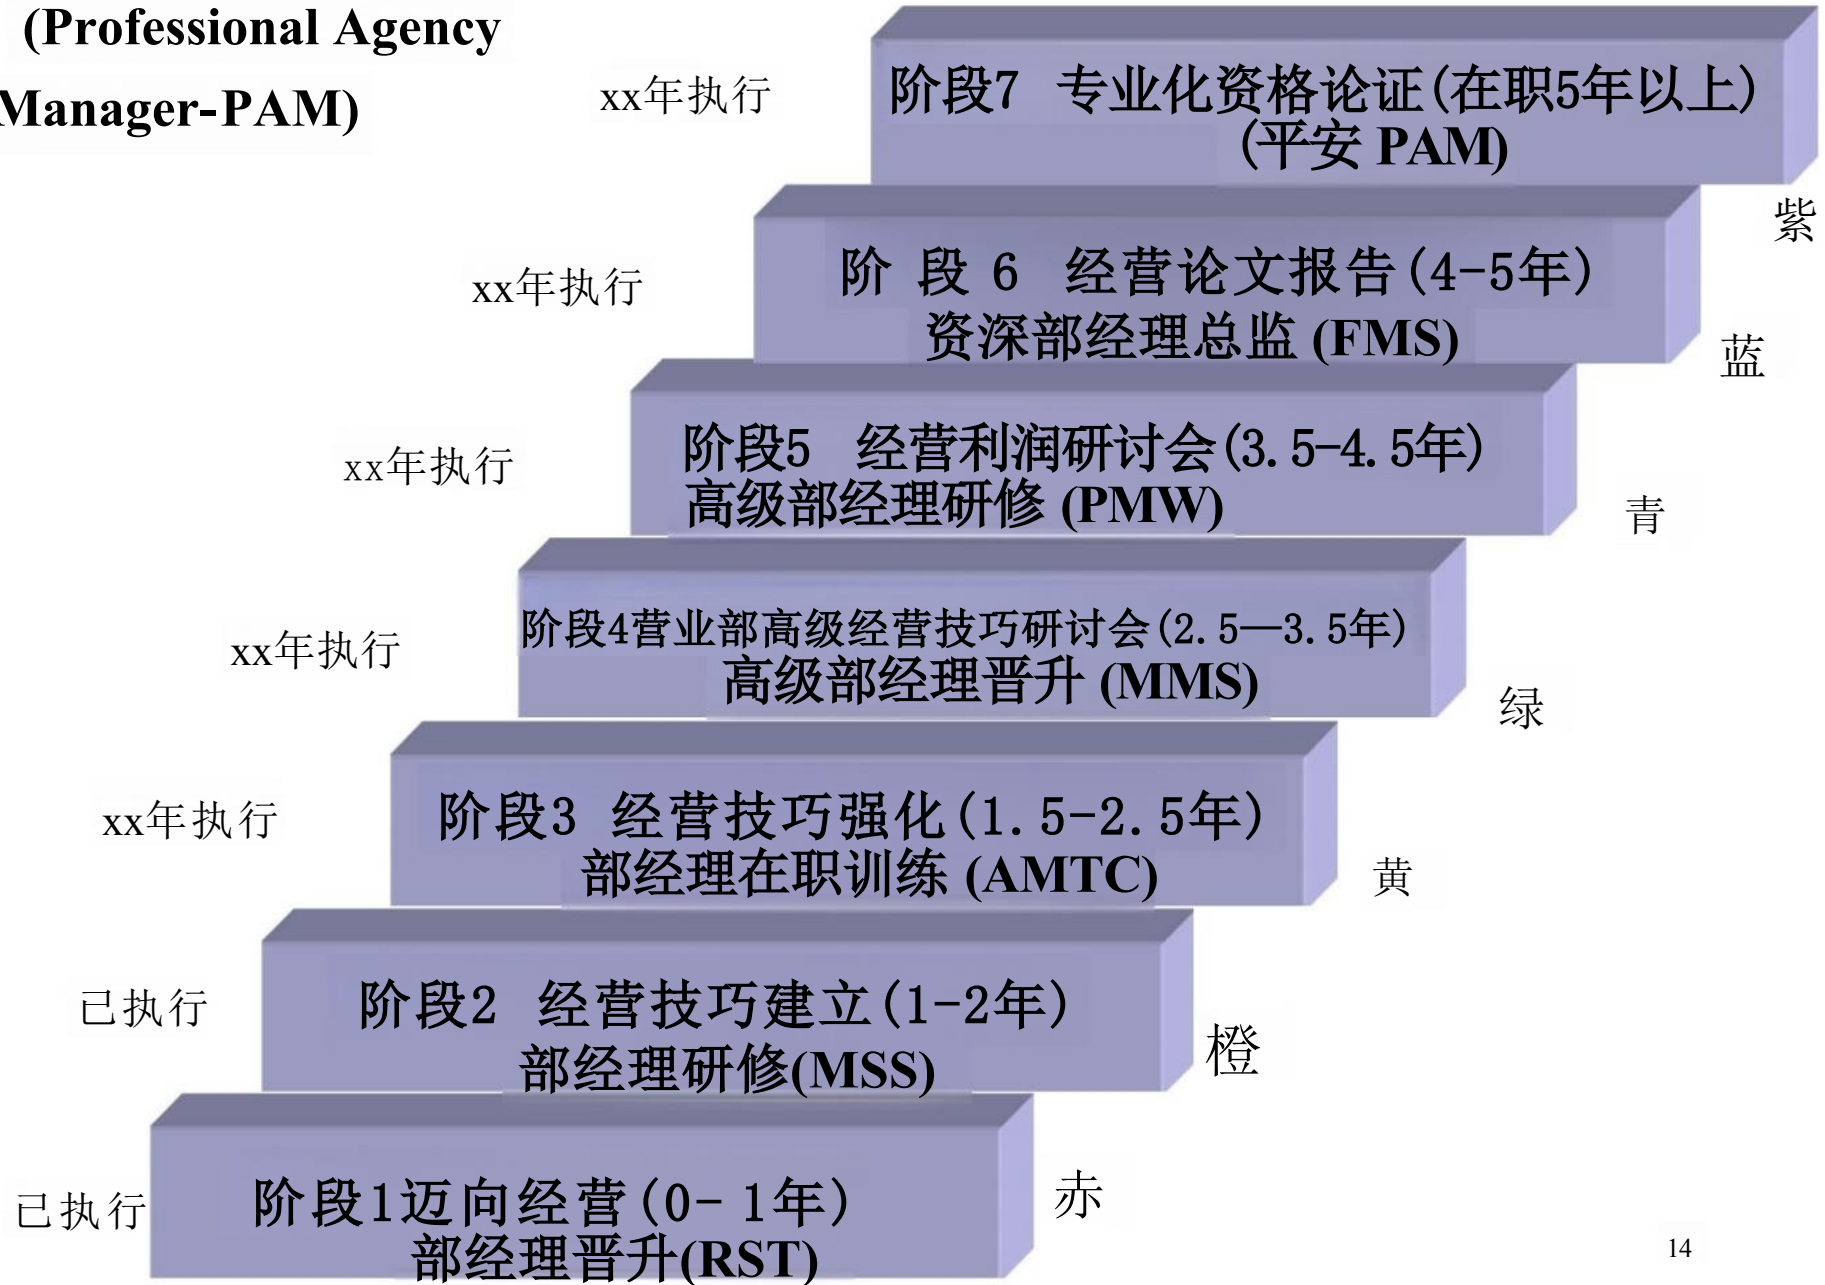 (Professional Agency
Manager-PAM)
xx年执行
阶段7 专业化资格论证(在职5年以上)
(平安 PAM)
紫
xx年执行
阶 段 6 经营论文报告(4-5年)
资深部经理总监 (FMS)
蓝
xx年执行
阶段5 经营利润研讨会(3.5-4.5年)
高级部经理研修 (PMW)
青
xx年执行
阶段4营业部高级经营技巧研讨会(2.5—3.5年)
高级部经理晋升 (MMS)
绿
xx年执行
阶段3 经营技巧强化(1.5-2.5年)
部经理在职训练 (AMTC)
黄
已执行
阶段2 经营技巧建立(1-2年)
部经理研修(MSS)
橙
已执行
阶段1迈向经营(0- 1年)
部经理晋升(RST)
赤
14